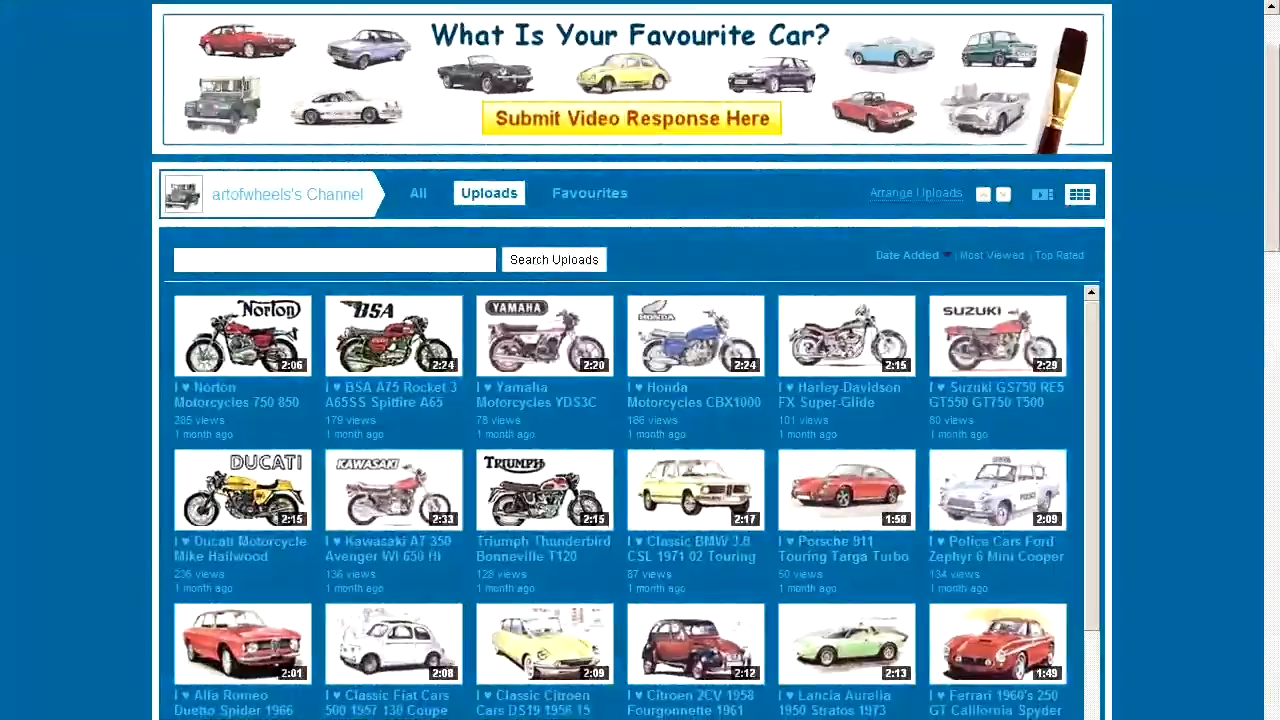 What Is Your Favourite Car?
Submit Video Response Here
artofwheels's Channel
All
Uploads
Favourites
Arrange Uploads
Search Uploads
Date Added | Most Viewed | Top Rated
Norton
2:06
BSA
2:24
YAMAHA
2:20
HONDA
2:24
2:15
SUZUKI
2:29
I ♥ Norton
Motorcycles 750 850
285 views
1 month ago
I ♥ BSA A75 Rocket 3
A65SS Spitfire A65
179 views
1 month ago
I ♥ Yamaha
Motorcycles YDS3C
78 views
1 month ago
I ♥ Honda
Motorcycles CBX1000
186 views
1 month ago
I ♥ Harley-Davidson
FX Super-Glide
101 views
1 month ago
I ♥ Suzuki GS750 RE5
GT550 GT750 T500
80 views
1 month ago
DUCATI
2:15
KAWASAKI
2:33
TRIUMPH
2:15
2:17
1:58
POLICE
2:09
I ♥ Ducati Motorcycle
Mike Hailwood
236 views
1 month ago
I ♥ Kawasaki AT 350
Avenger W1 650 H1
136 views
1 month ago
Triumph Thunderbird
Bonneville T120
128 views
1 month ago
I ♥ Classic BMW 3.0
CSL 1971 02 Touring
87 views
1 month ago
I ♥ Porsche 911
Touring Targa Turbo
50 views
1 month ago
I ♥ Police Cars Ford
Zephyr 6 Mini Cooper
134 views
1 month ago
2:01
2:08
2:09
2:12
2:13
1:49
I ♥ Alfa Romeo
Duetto Spider 1966
I ♥ Classic Fiat Cars
500 1957 130 Coupe
I ♥ Classic Citroen
Cars DS19 1956 15
I ♥ Citroen 2CV 1958
Fourgonnette 1961
I ♥ Lancia Aurelia
1950 Stratos 1973
I ♥ Ferrari 1960's 250
GT California Spyder